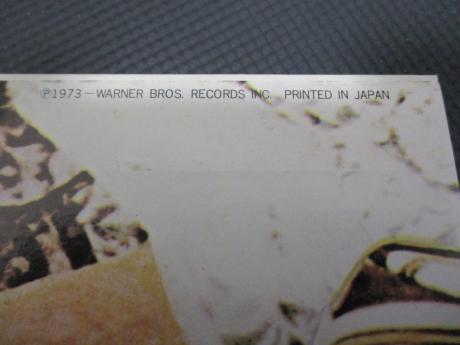 ℗1973—WARNER BROS. RECORDS INC. PRINTED IN JAPAN